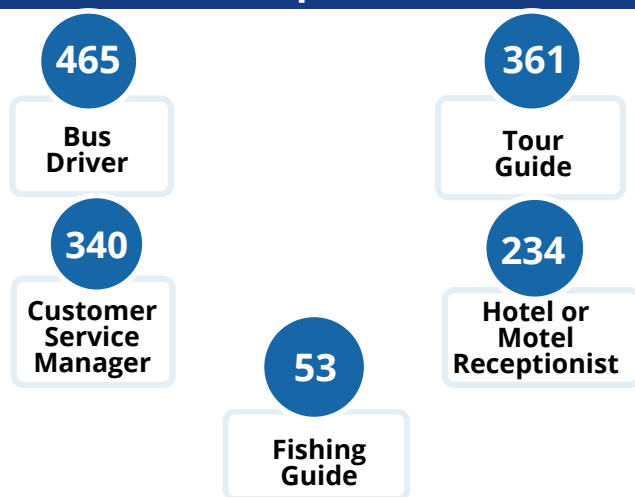 465
Bus
Driver
361
Tour
Guide
340
Customer
Service
Manager
234
Hotel or
Motel
Receptionist
53
Fishing
Guide